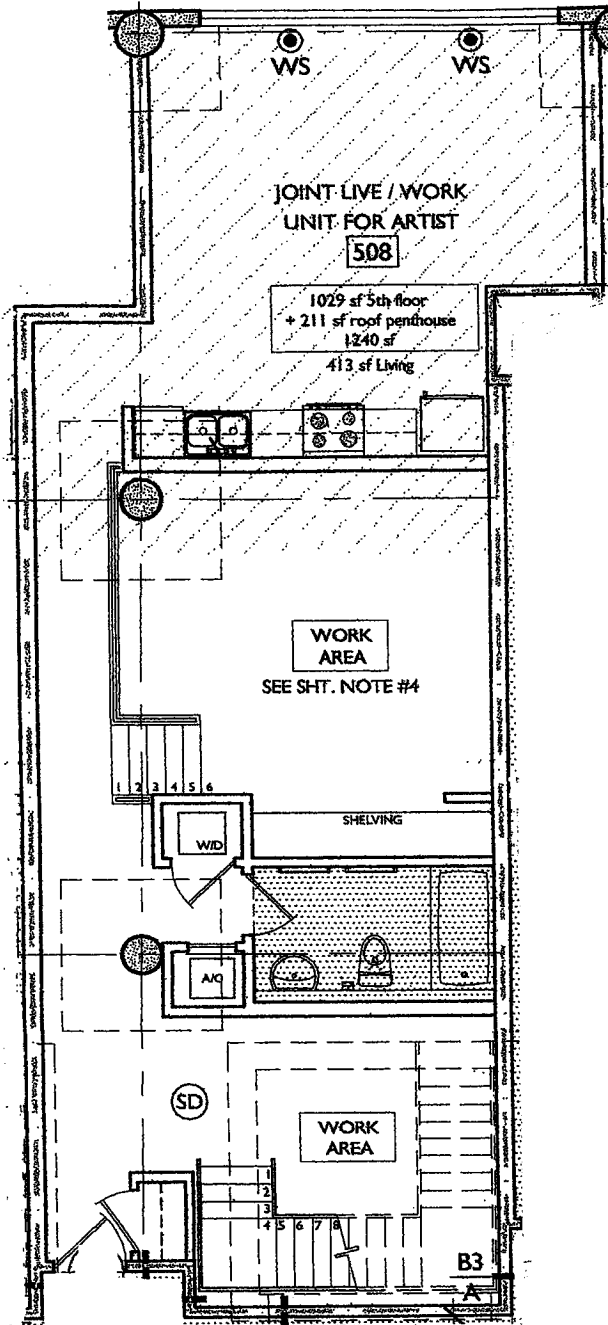 WS
WS
JOINT LIVE / WORK
UNIT FOR ARTIST
508
1029 sf 5th floor
+ 211 sf roof penthouse
1240 sf
413 sf Living
WORK
AREA
SEE SHT. NOTE #4
1 2 3 4 5 6
SHELVING
W/D
A/C
SD
WORK
AREA
1
2
3
4 5 6 7 8
B3
A